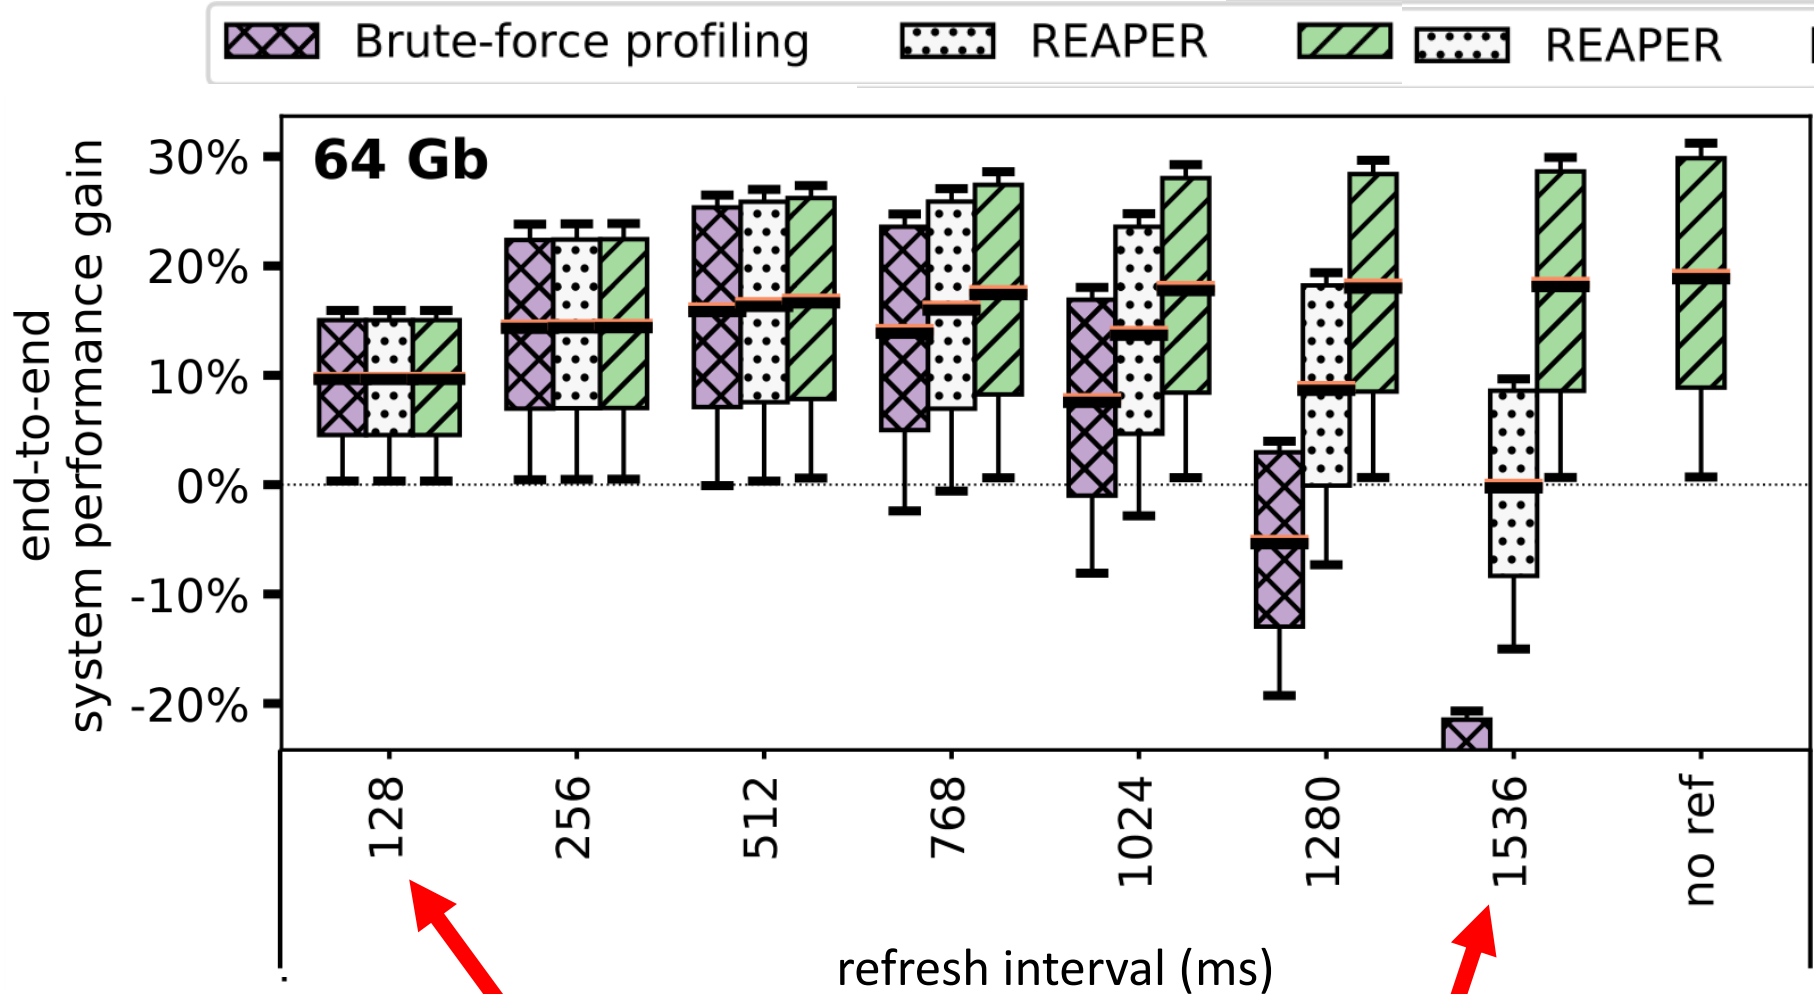 Brute-force profiling REAPER REAPER
64 Gb
30%
20%
10%
0%
-10%
-20%
end-to-end
system performance gain
128 256 512 768 1024 1280 1536 no ref
refresh interval (ms)